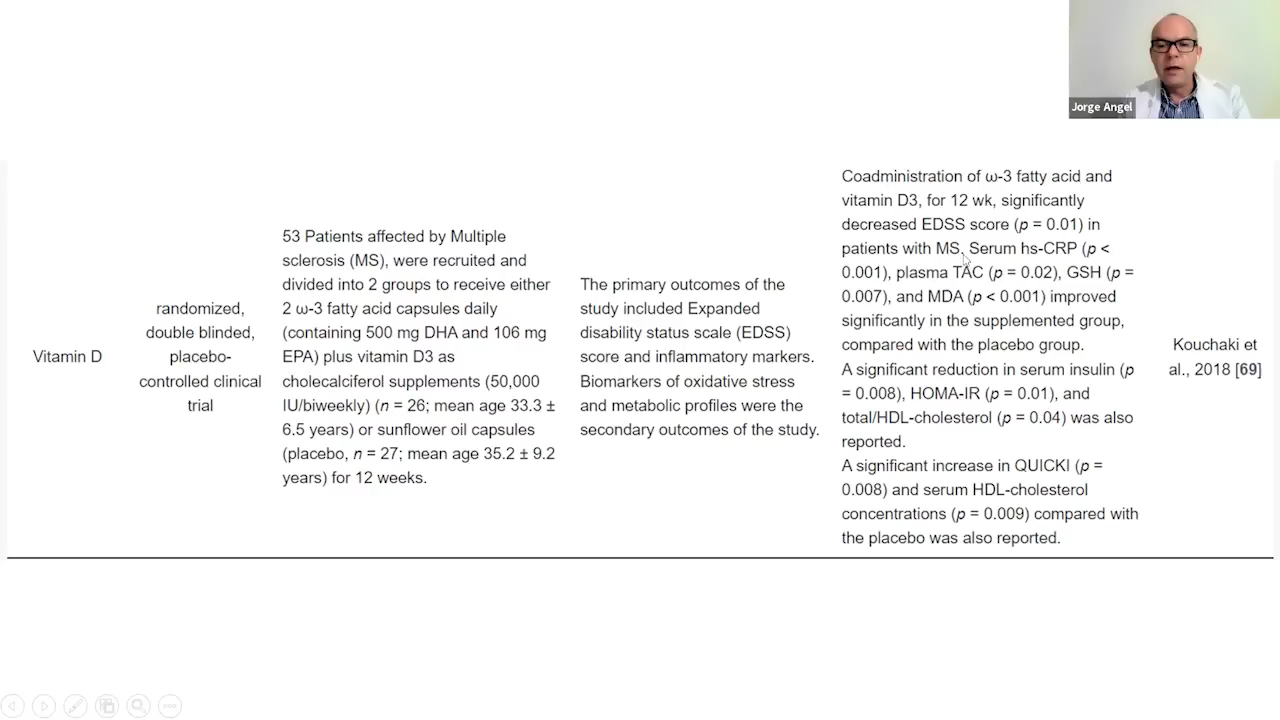 Jorge Angel
Vitamin D
randomized,
double blinded,
placebo-
controlled clinical
trial
53 Patients affected by Multiple
sclerosis (MS), were recruited and
divided into 2 groups to receive either
2 ω-3 fatty acid capsules daily
(containing 500 mg DHA and 106 mg
EPA) plus vitamin D3 as
cholecalciferol supplements (50,000
IU/biweekly) (n = 26; mean age 33.3 ±
6.5 years) or sunflower oil capsules
(placebo, n = 27; mean age 35.2 ± 9.2
years) for 12 weeks.
The primary outcomes of the
study included Expanded
disability status scale (EDSS)
score and inflammatory markers.
Biomarkers of oxidative stress
and metabolic profiles were the
secondary outcomes of the study.
Coadministration of ω-3 fatty acid and
vitamin D3, for 12 wk, significantly
decreased EDSS score (p = 0.01) in
patients with MS. Serum hs-CRP (p <
0.001), plasma TAC (p = 0.02), GSH (p =
0.007), and MDA (p < 0.001) improved
significantly in the supplemented group,
compared with the placebo group.
A significant reduction in serum insulin (p
= 0.008), HOMA-IR (p = 0.01), and
total/HDL-cholesterol (p = 0.04) was also
reported.
A significant increase in QUICKI (p =
0.008) and serum HDL-cholesterol
concentrations (p = 0.009) compared with
the placebo was also reported.
Kouchaki et
al., 2018 [69]